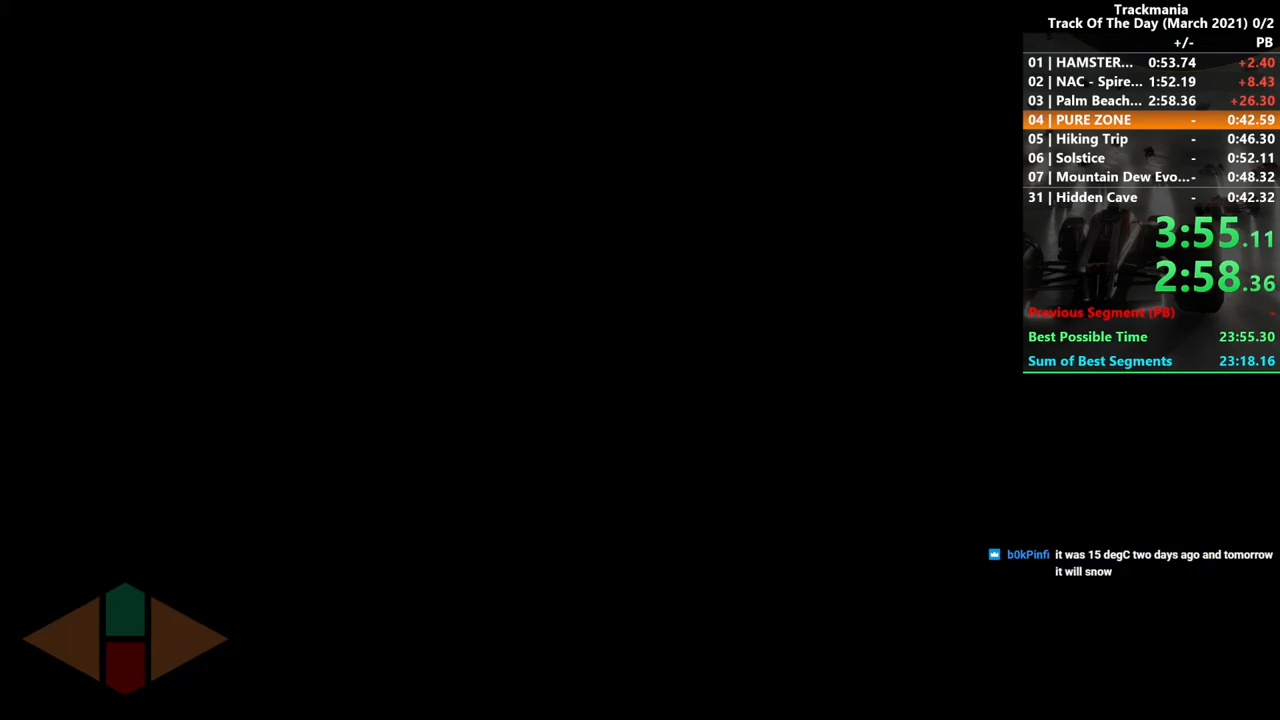 Trackmania
Track Of The Day (March 2021) 0/2
+/- PB
01 | HAMSTER... 0:53.74 +2.40
02 | NAC - Spire... 1:52.19 +8.43
03 | Palm Beach... 2:58.36 +26.30
04 | PURE ZONE - 0:42.59
05 | Hiking Trip - 0:46.30
06 | Solstice - 0:52.11
07 | Mountain Dew Evo...- 0:48.32
31 | Hidden Cave - 0:42.32
3:55.11
2:58.36
Previous Segment (PB) -
Best Possible Time 23:55.30
Sum of Best Segments 23:18.16
b0kPinfi it was 15 degC two days ago and tomorrow
it will snow